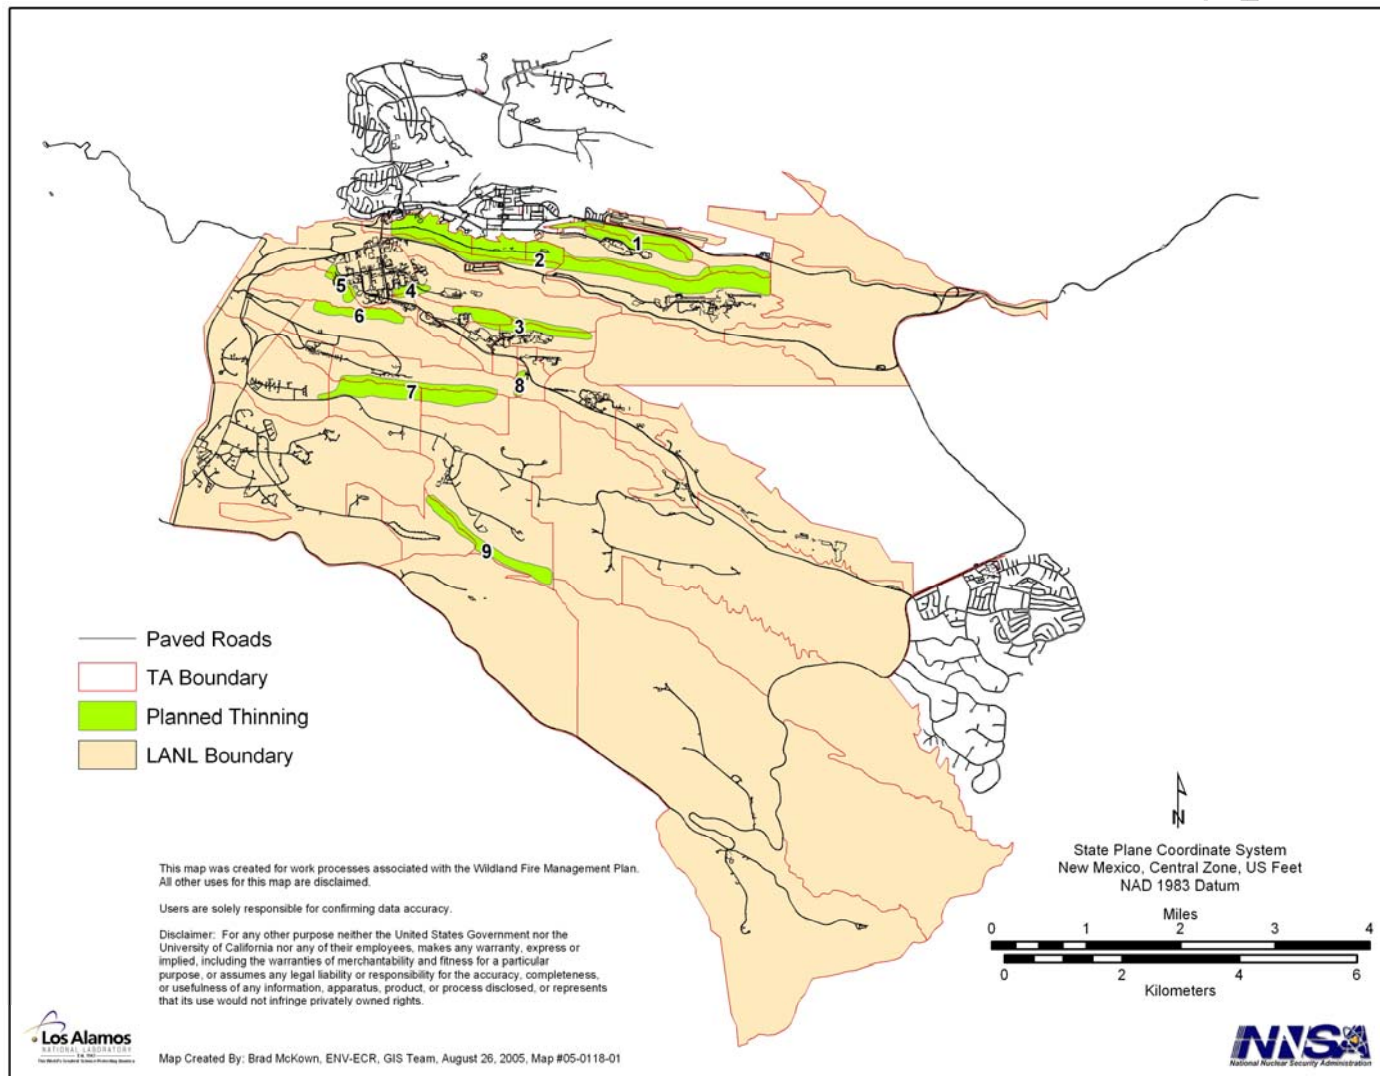 1
2
5
4
6
3
7
8
9
Paved Roads
TA Boundary
Planned Thinning
LANL Boundary
N
State Plane Coordinate System
New Mexico, Central Zone, US Feet
NAD 1983 Datum
Miles
0 1 2 3 4
0 2 4 6
Kilometers
This map was created for work processes associated with the Wildland Fire Management Plan.
All other uses for this map are disclaimed.
Users are solely responsible for confirming data accuracy.
Disclaimer: For any other purpose neither the United States Government nor the
University of California nor any of their employees, makes any warranty, express or
implied, including the warranties of merchantability and fitness for a particular
purpose, or assumes any legal liability or responsibility for the accuracy, completeness,
or usefulness of any information, apparatus, product, or process disclosed, or represents
that its use would not infringe privately owned rights.
Los Alamos
NATIONAL LABORATORY
Map Created By: Brad McKown, ENV-ECR, GIS Team, August 26, 2005, Map #05-0118-01
NNSA
National Nuclear Security Administration